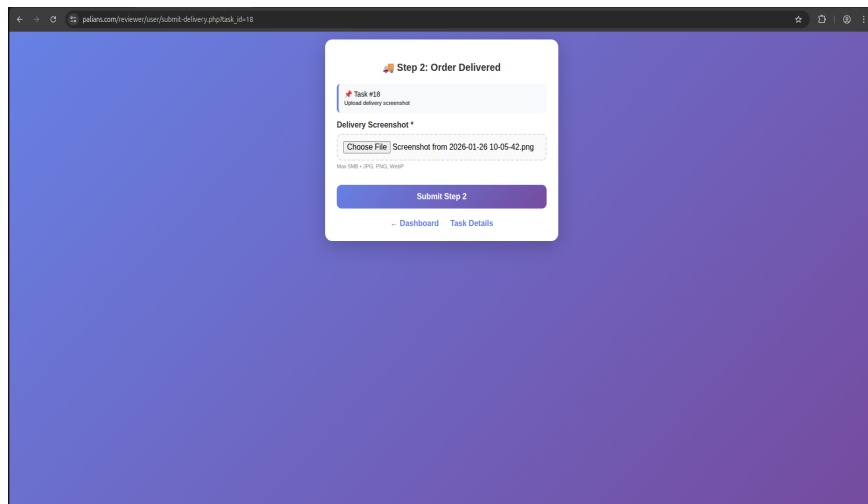 palians.com/reviewer/user/submit-delivery.php?task_id=18
🚚 Step 2: Order Delivered
📌 Task #18
Upload delivery screenshot
Delivery Screenshot *
Choose File Screenshot from 2026-01-26 10-05-42.png
Max 5MB • JPG, PNG, WebP
Submit Step 2
← Dashboard Task Details